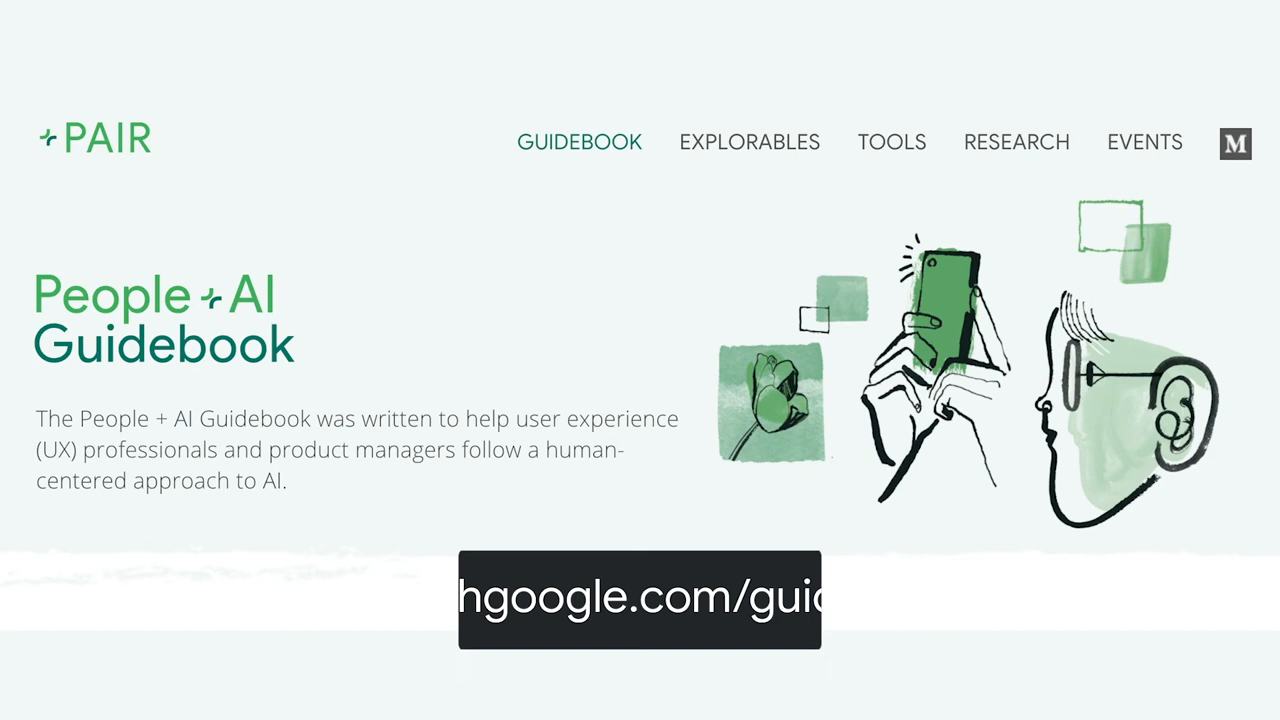 PAIR
GUIDEBOOK EXPLORABLES TOOLS RESEARCH EVENTS M
People + AI
Guidebook
The People + AI Guidebook was written to help user experience
(UX) professionals and product managers follow a human-
centered approach to AI.
hgoogle.com/guid